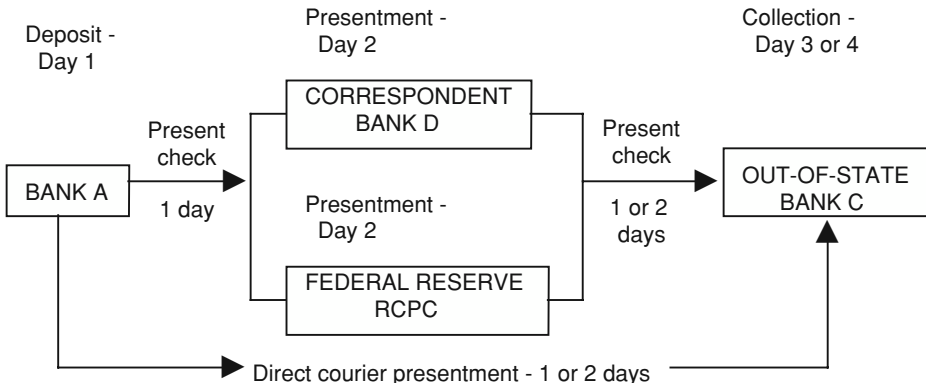 Deposit -
Day 1
Presentment -
Day 2
Collection -
Day 3 or 4
CORRESPONDENT
BANK D
Present
check
1 day
BANK A
Presentment -
Day 2
FEDERAL RESERVE
RCPC
Present
check
1 or 2
days
OUT-OF-STATE
BANK C
Direct courier presentment - 1 or 2 days